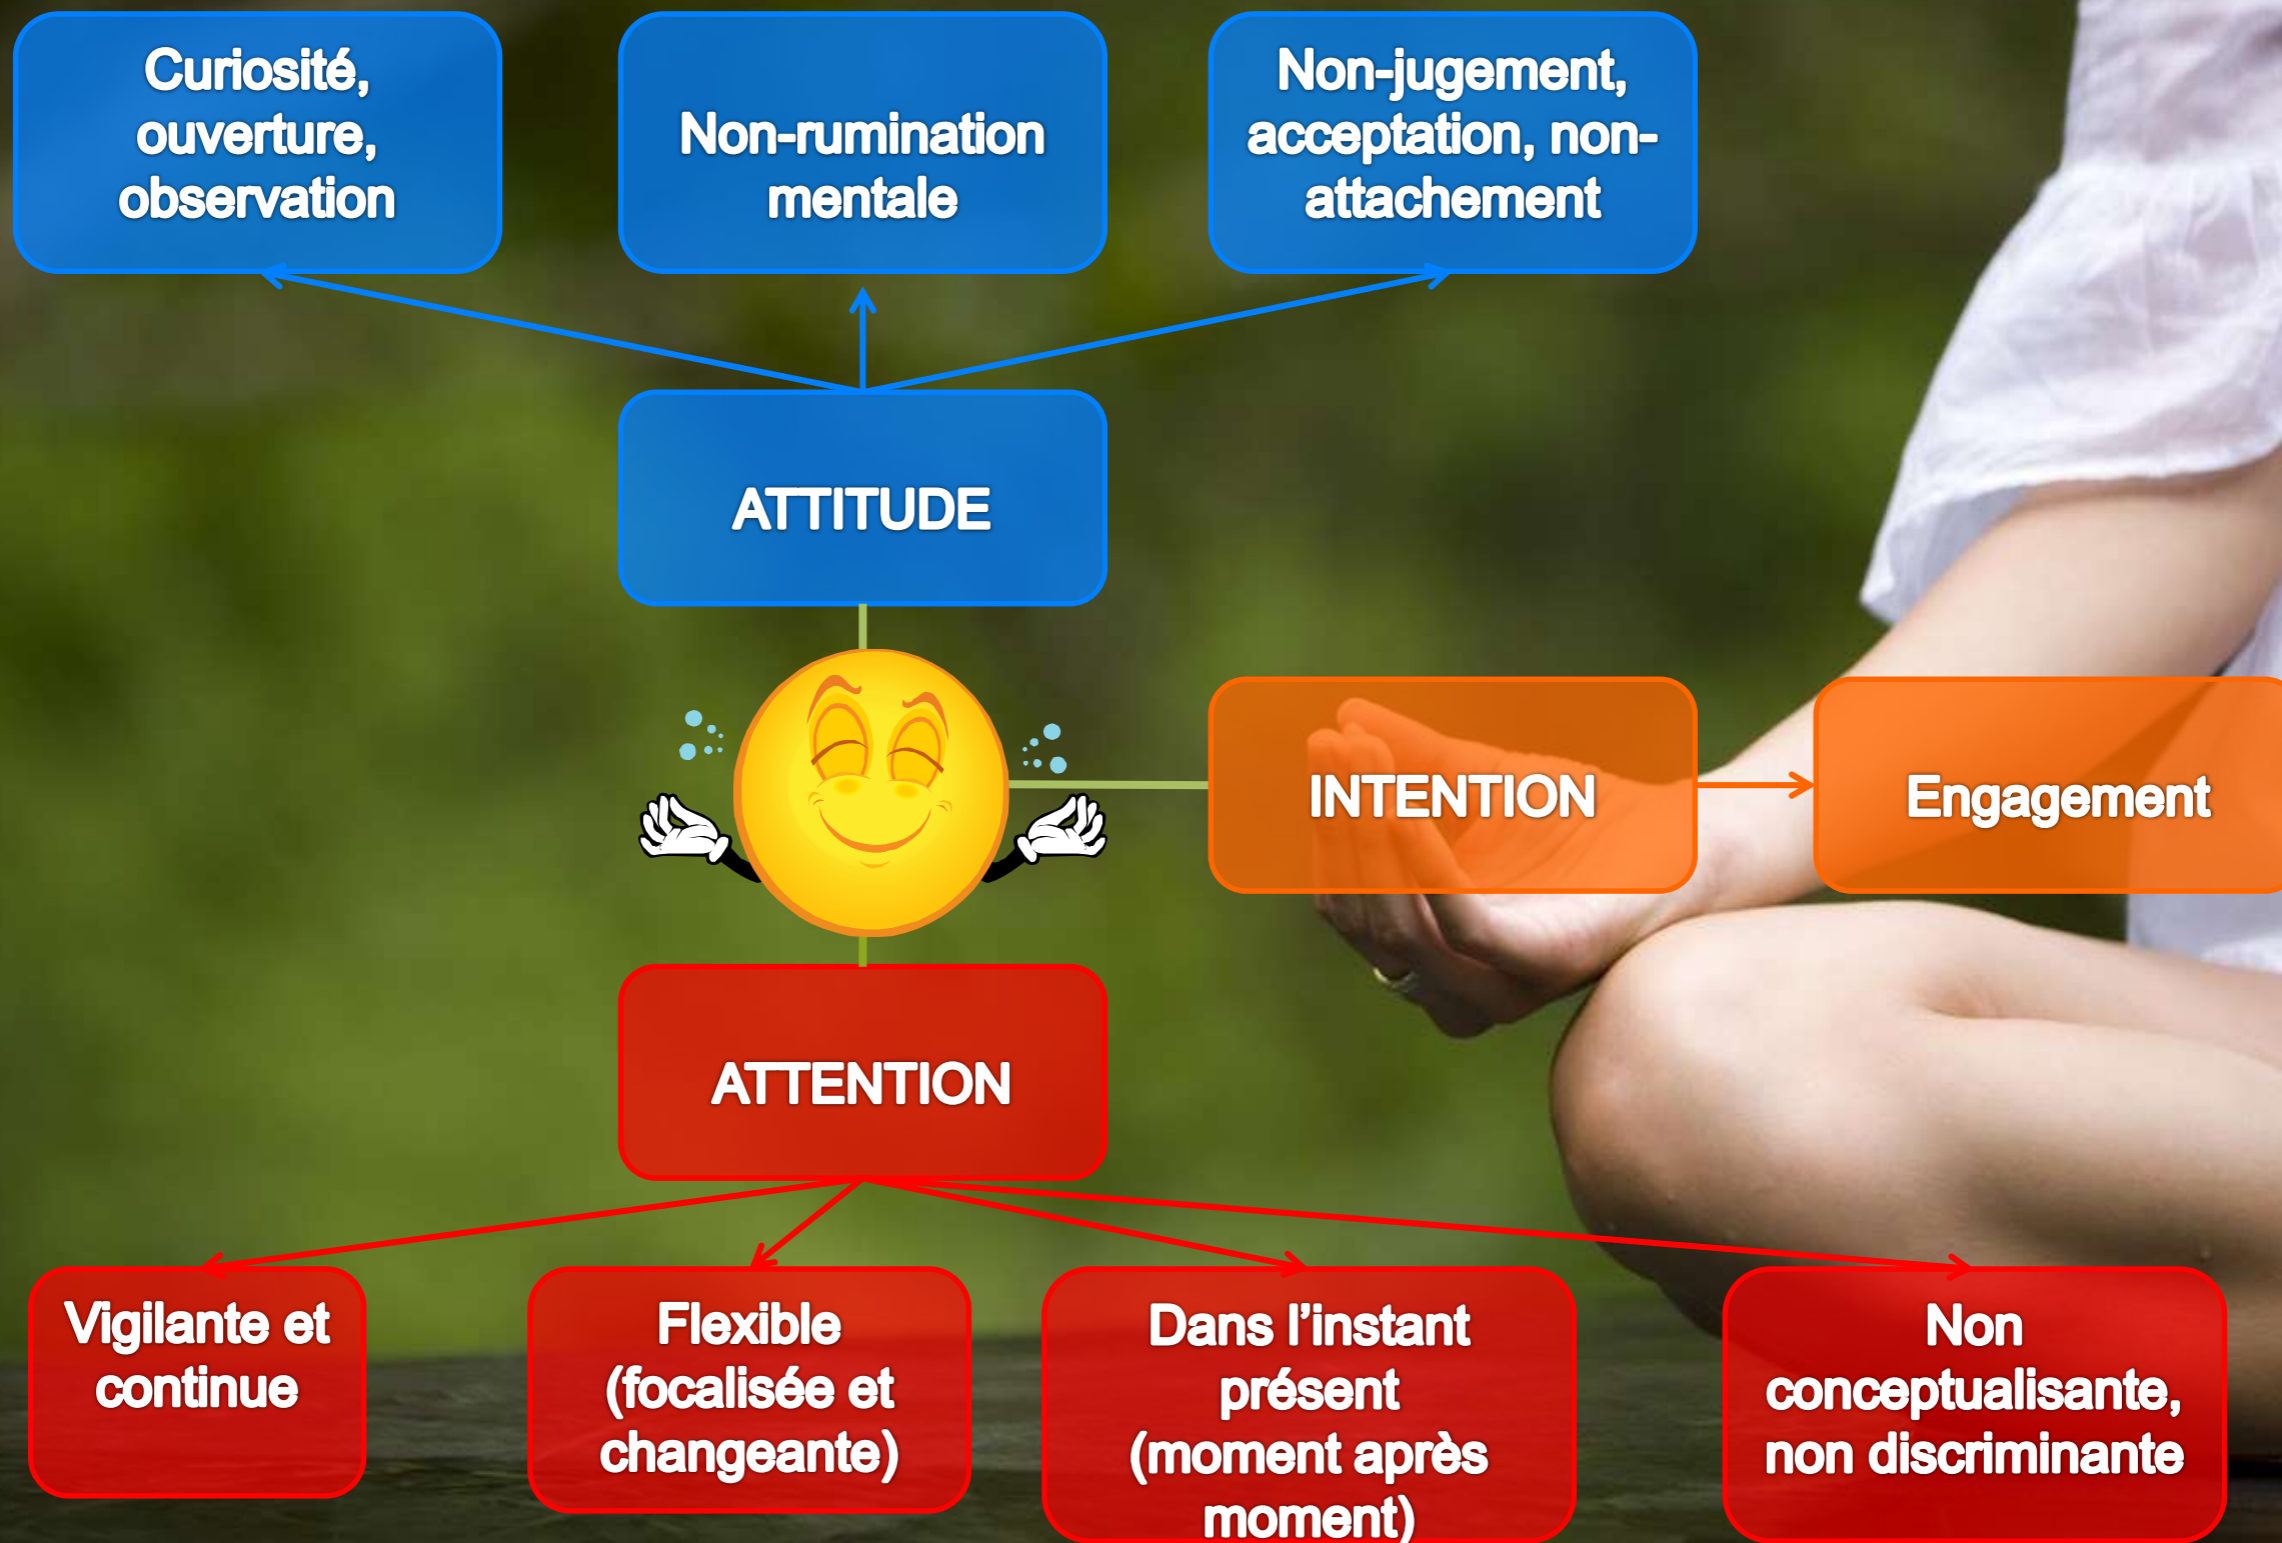 Curiosité,
ouverture,
observation
Non-rumination
mentale
Non-jugement,
acceptation, non-
attachement
ATTITUDE
INTENTION
Engagement
ATTENTION
Vigilante et
continue
Flexible
(focalisée et
changeante)
Dans l’instant
présent
(moment après
moment)
Non
conceptualisante,
non discriminante